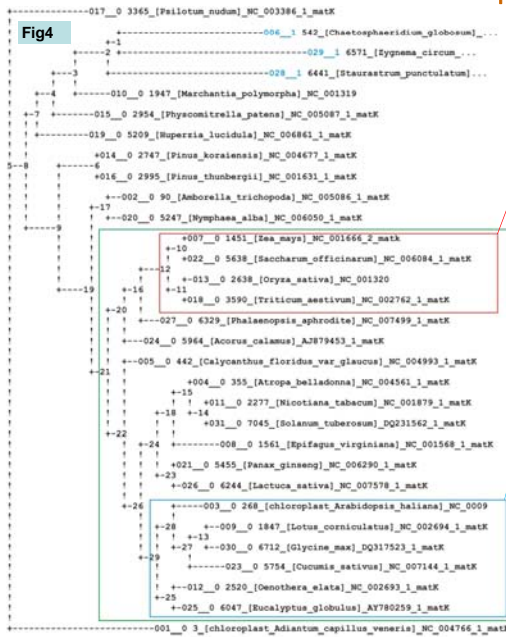 017__0 3365_[Psilotum_nudum]_NC_003386_1_matK
Fig4
006__1 542_[Chaetosphaeridium_globosum]_...
1
029__1 6571_[Zygnema_circum_...
2
028__1 6441_[Staurastrum_punctulatum]...
3
010__0 1947_[Marchantia_polymorpha]_NC_001319
4
015__0 2954_[Physcomitrella_patens]_NC_005087_1_matK
7
019__0 5209_[Huperzia_lucidula]_NC_006861_1_matK
014__0 2747_[Pinus_koraiensis]_NC_004677_1_matK
5 8 6
016__0 2995_[Pinus_thunbergii]_NC_001631_1_matK
002__0 90_[Amborella_trichopoda]_NC_005086_1_matK
17
020__0 5247_[Nymphaea_alba]_NC_006050_1_matK
9
007__0 1451_[Zea_mays]_NC_001666_2_matk
10
022__0 5638_[Saccharum_officinarum]_NC_006084_1_matK
12
013__0 2638_[Oryza_sativa]_NC_001320
19 16 11
018__0 3590_[Triticum_aestivum]_NC_002762_1_matK
20
027__0 6329_[Phalaenopsis_aphrodite]_NC_007499_1_matK
024__0 5964_[Acorus_calamus]_AJ879453_1_matK
005__0 442_[Calycanthus_floridus_var_glaucus]_NC_004993_1_matK
21
004__0 355_[Atropa_belladonna]_NC_004561_1_matK
15
011__0 2277_[Nicotiana_tabacum]_NC_001879_1_matK
18 14
031__0 7045_[Solanum_tuberosum]_DQ231562_1_matK
22
24 008__0 1561_[Epifagus_virginiana]_NC_001568_1_matK
021__0 5455_[Panax_ginseng]_NC_006290_1_matK
23
026__0 6244_[Lactuca_sativa]_NC_007578_1_matK
26 003__0 268_[chloroplast_Arabidopsis_haliana]_NC_0009
28 009__0 1847_[Lotus_corniculatus]_NC_002694_1_matK
13
27 030__0 6712_[Glycine_max]_DQ317523_1_matK
29 023__0 5754_[Cucumis_sativus]_NC_007144_1_matK
012__0 2520_[Oenothera_elata]_NC_002693_1_matK
25
025__0 6047_[Eucalyptus_globulus]_AY780259_1_matK
001__0 3_[chloroplast_Adiantum_capillus_veneris]_NC_004766_1_matK